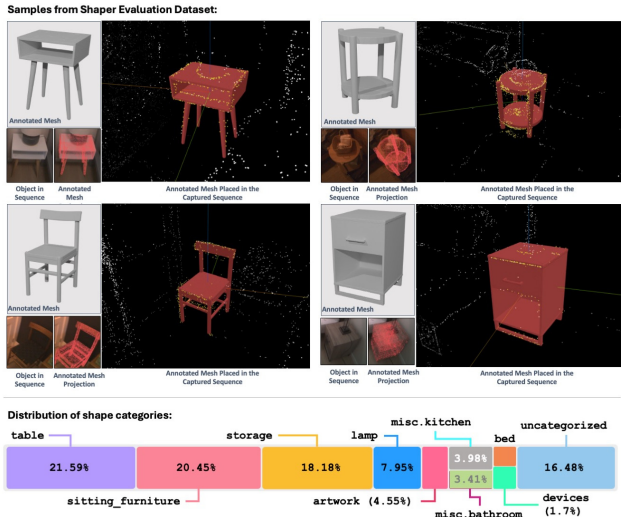 Samples from Shaper Evaluation Dataset:
Annotated Mesh
Object in Sequence
Annotated Mesh
Annotated Mesh Placed in the Captured Sequence
Annotated Mesh
Object in Sequence
Annotated Mesh Projection
Annotated Mesh Placed in the Captured Sequence
Annotated Mesh
Object in Sequence
Annotated Mesh Projection
Annotated Mesh Placed in the Captured Sequence
Annotated Mesh
Object in Sequence
Annotated Mesh Projection
Annotated Mesh Placed in the Captured Sequence
Distribution of shape categories:
table
storage
lamp
misc.kitchen
bed
uncategorized
21.59%
20.45%
18.18%
7.95%
3.98%
3.41%
16.48%
sitting_furniture
artwork (4.55%)
misc.bathroom
devices
(1.7%)